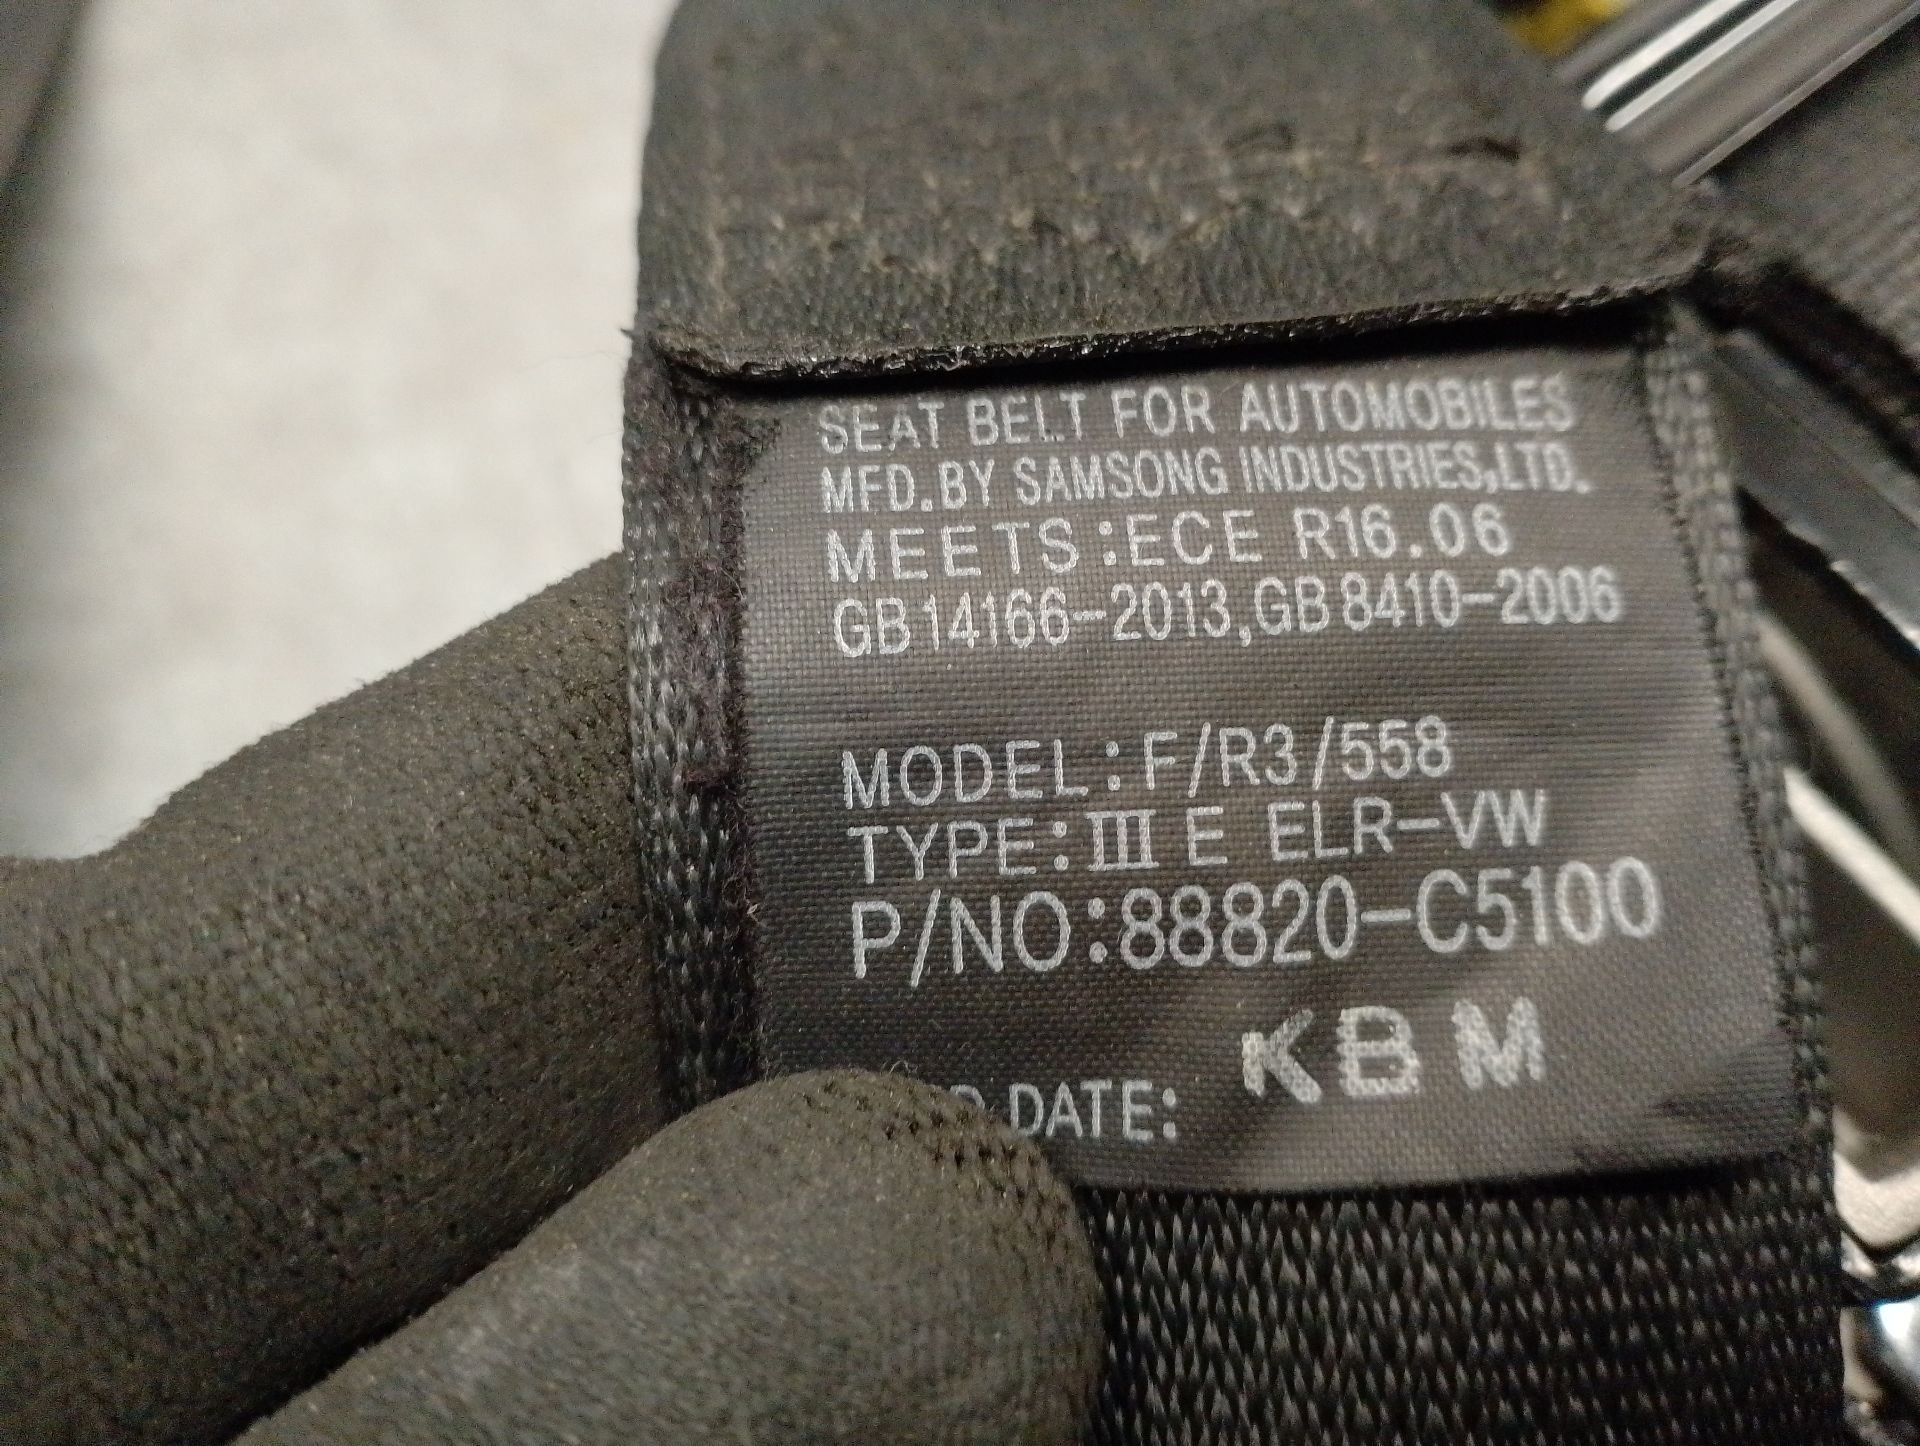 SEAT BELT FOR AUTOMOBILES
MFD.BY SAMSONG INDUSTRIES,LTD.
MEETS:ECE R16.06
GB14166-2013,GB8410-2006
MODEL:F/R3/558
TYPE:Ⅲ E ELR-VW
P/NO:88820-C5100
DATE: KBM